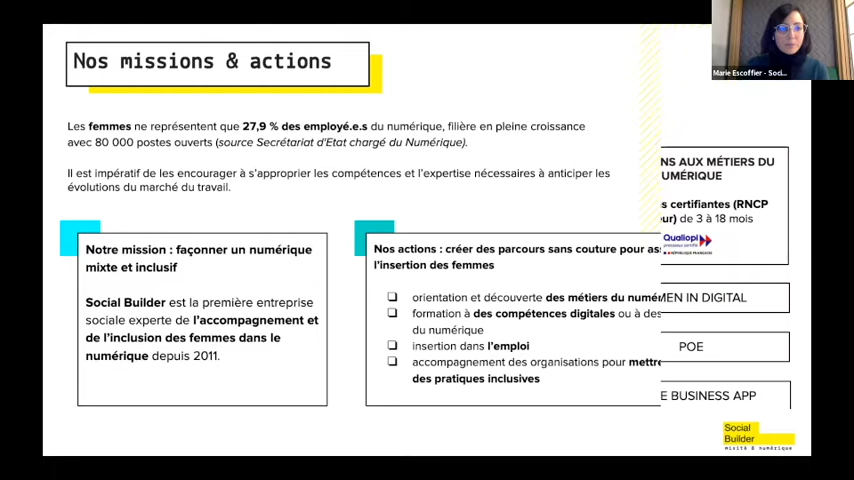 Nos missions & actions
Marie Escoffier - Soci...
Les femmes ne représentent que 27,9 % des employé.e.s du numérique, filière en pleine croissance
avec 80 000 postes ouverts (source Secrétariat d'Etat chargé du Numérique).
Il est impératif de les encourager à s'approprier les compétences et l'expertise nécessaires à anticiper les
évolutions du marché du travail.
Notre mission : façonner un numérique
mixte et inclusif
Social Builder est la première entreprise
sociale experte de l'accompagnement et
de l'inclusion des femmes dans le
numérique depuis 2011.
Nos actions : créer des parcours sans couture pour as
l'insertion des femmes
❏ orientation et découverte des métiers du numér
❏ formation à des compétences digitales ou à des
du numérique
❏ insertion dans l'emploi
❏ accompagnement des organisations pour mettre
des pratiques inclusives
NS AUX MÉTIERS DU
UMÉRIQUE
s certifiantes (RNCP
eur) de 3 à 18 mois
Qualiopi
processus certifié
RÉPUBLIQUE FRANÇAISE
MEN IN DIGITAL
POE
E BUSINESS APP
Social
Builder
mixité & numérique